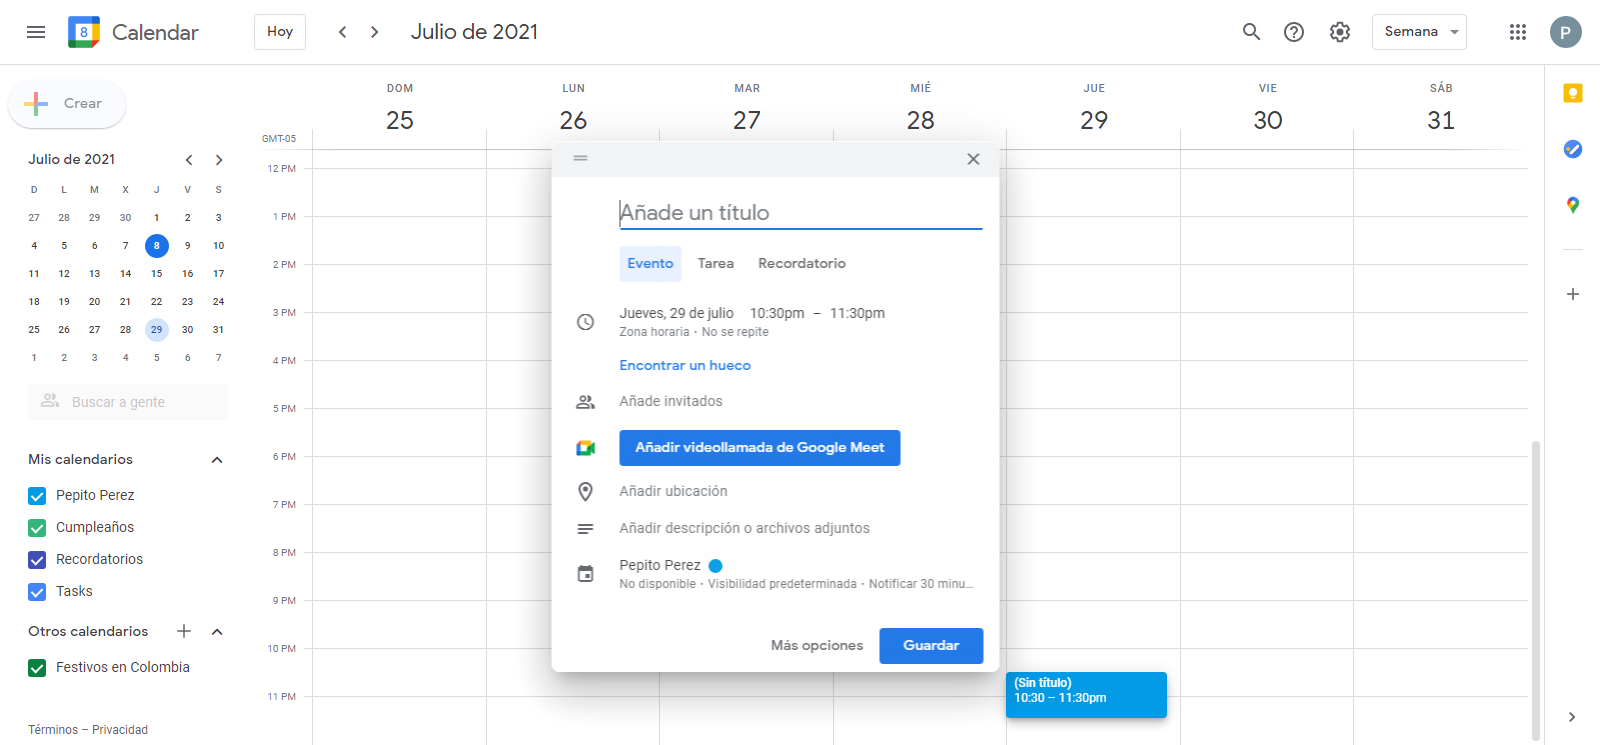 8 Calendar Hoy Julio de 2021 Semana P
Crear
DOM LUN MAR MIÉ JUE VIE SÁB
25 26 27 28 29 30 31
GMT-05
Julio de 2021
D L M X J V S
27 28 29 30 1 2 3
4 5 6 7 8 9 10
11 12 13 14 15 16 17
18 19 20 21 22 23 24
25 26 27 28 29 30 31
1 2 3 4 5 6 7
Buscar a gente
Mis calendarios
Pepito Perez
Cumpleaños
Recordatorios
Tasks
Otros calendarios
Festivos en Colombia
Términos – Privacidad
12 PM
1 PM
2 PM
3 PM
4 PM
5 PM
6 PM
7 PM
8 PM
9 PM
10 PM
11 PM
Añade un título
Evento Tarea Recordatorio
Jueves, 29 de julio 10:30pm – 11:30pm
Zona horaria · No se repite
Encontrar un hueco
Añade invitados
Añadir videollamada de Google Meet
Añadir ubicación
Añadir descripción o archivos adjuntos
Pepito Perez
No disponible · Visibilidad predeterminada · Notificar 30 minu...
Más opciones Guardar
(Sin título)
10:30 – 11:30pm